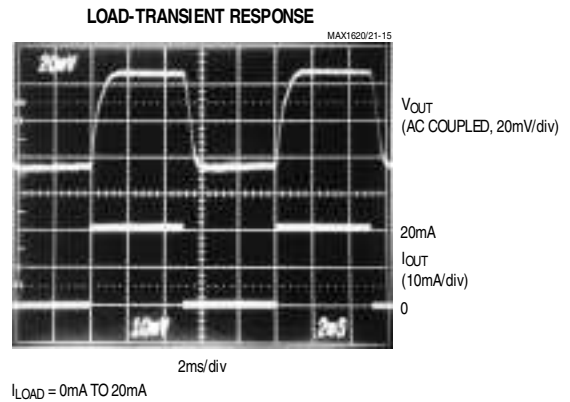 LOAD-TRANSIENT RESPONSE
MAX1620/21-15
20mV
VOUT
(AC COUPLED, 20mV/div)
20mA
IOUT
(10mA/div)
0
10mV 2mS
2ms/div
ILOAD = 0mA TO 20mA